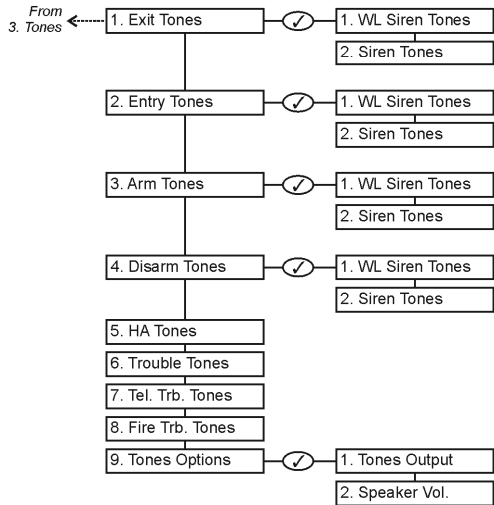 From
3. Tones
1. Exit Tones
1. WL Siren Tones
2. Siren Tones
2. Entry Tones
1. WL Siren Tones
2. Siren Tones
3. Arm Tones
1. WL Siren Tones
2. Siren Tones
4. Disarm Tones
1. WL Siren Tones
2. Siren Tones
5. HA Tones
6. Trouble Tones
7. Tel. Trb. Tones
8. Fire Trb. Tones
9. Tones Options
1. Tones Output
2. Speaker Vol.